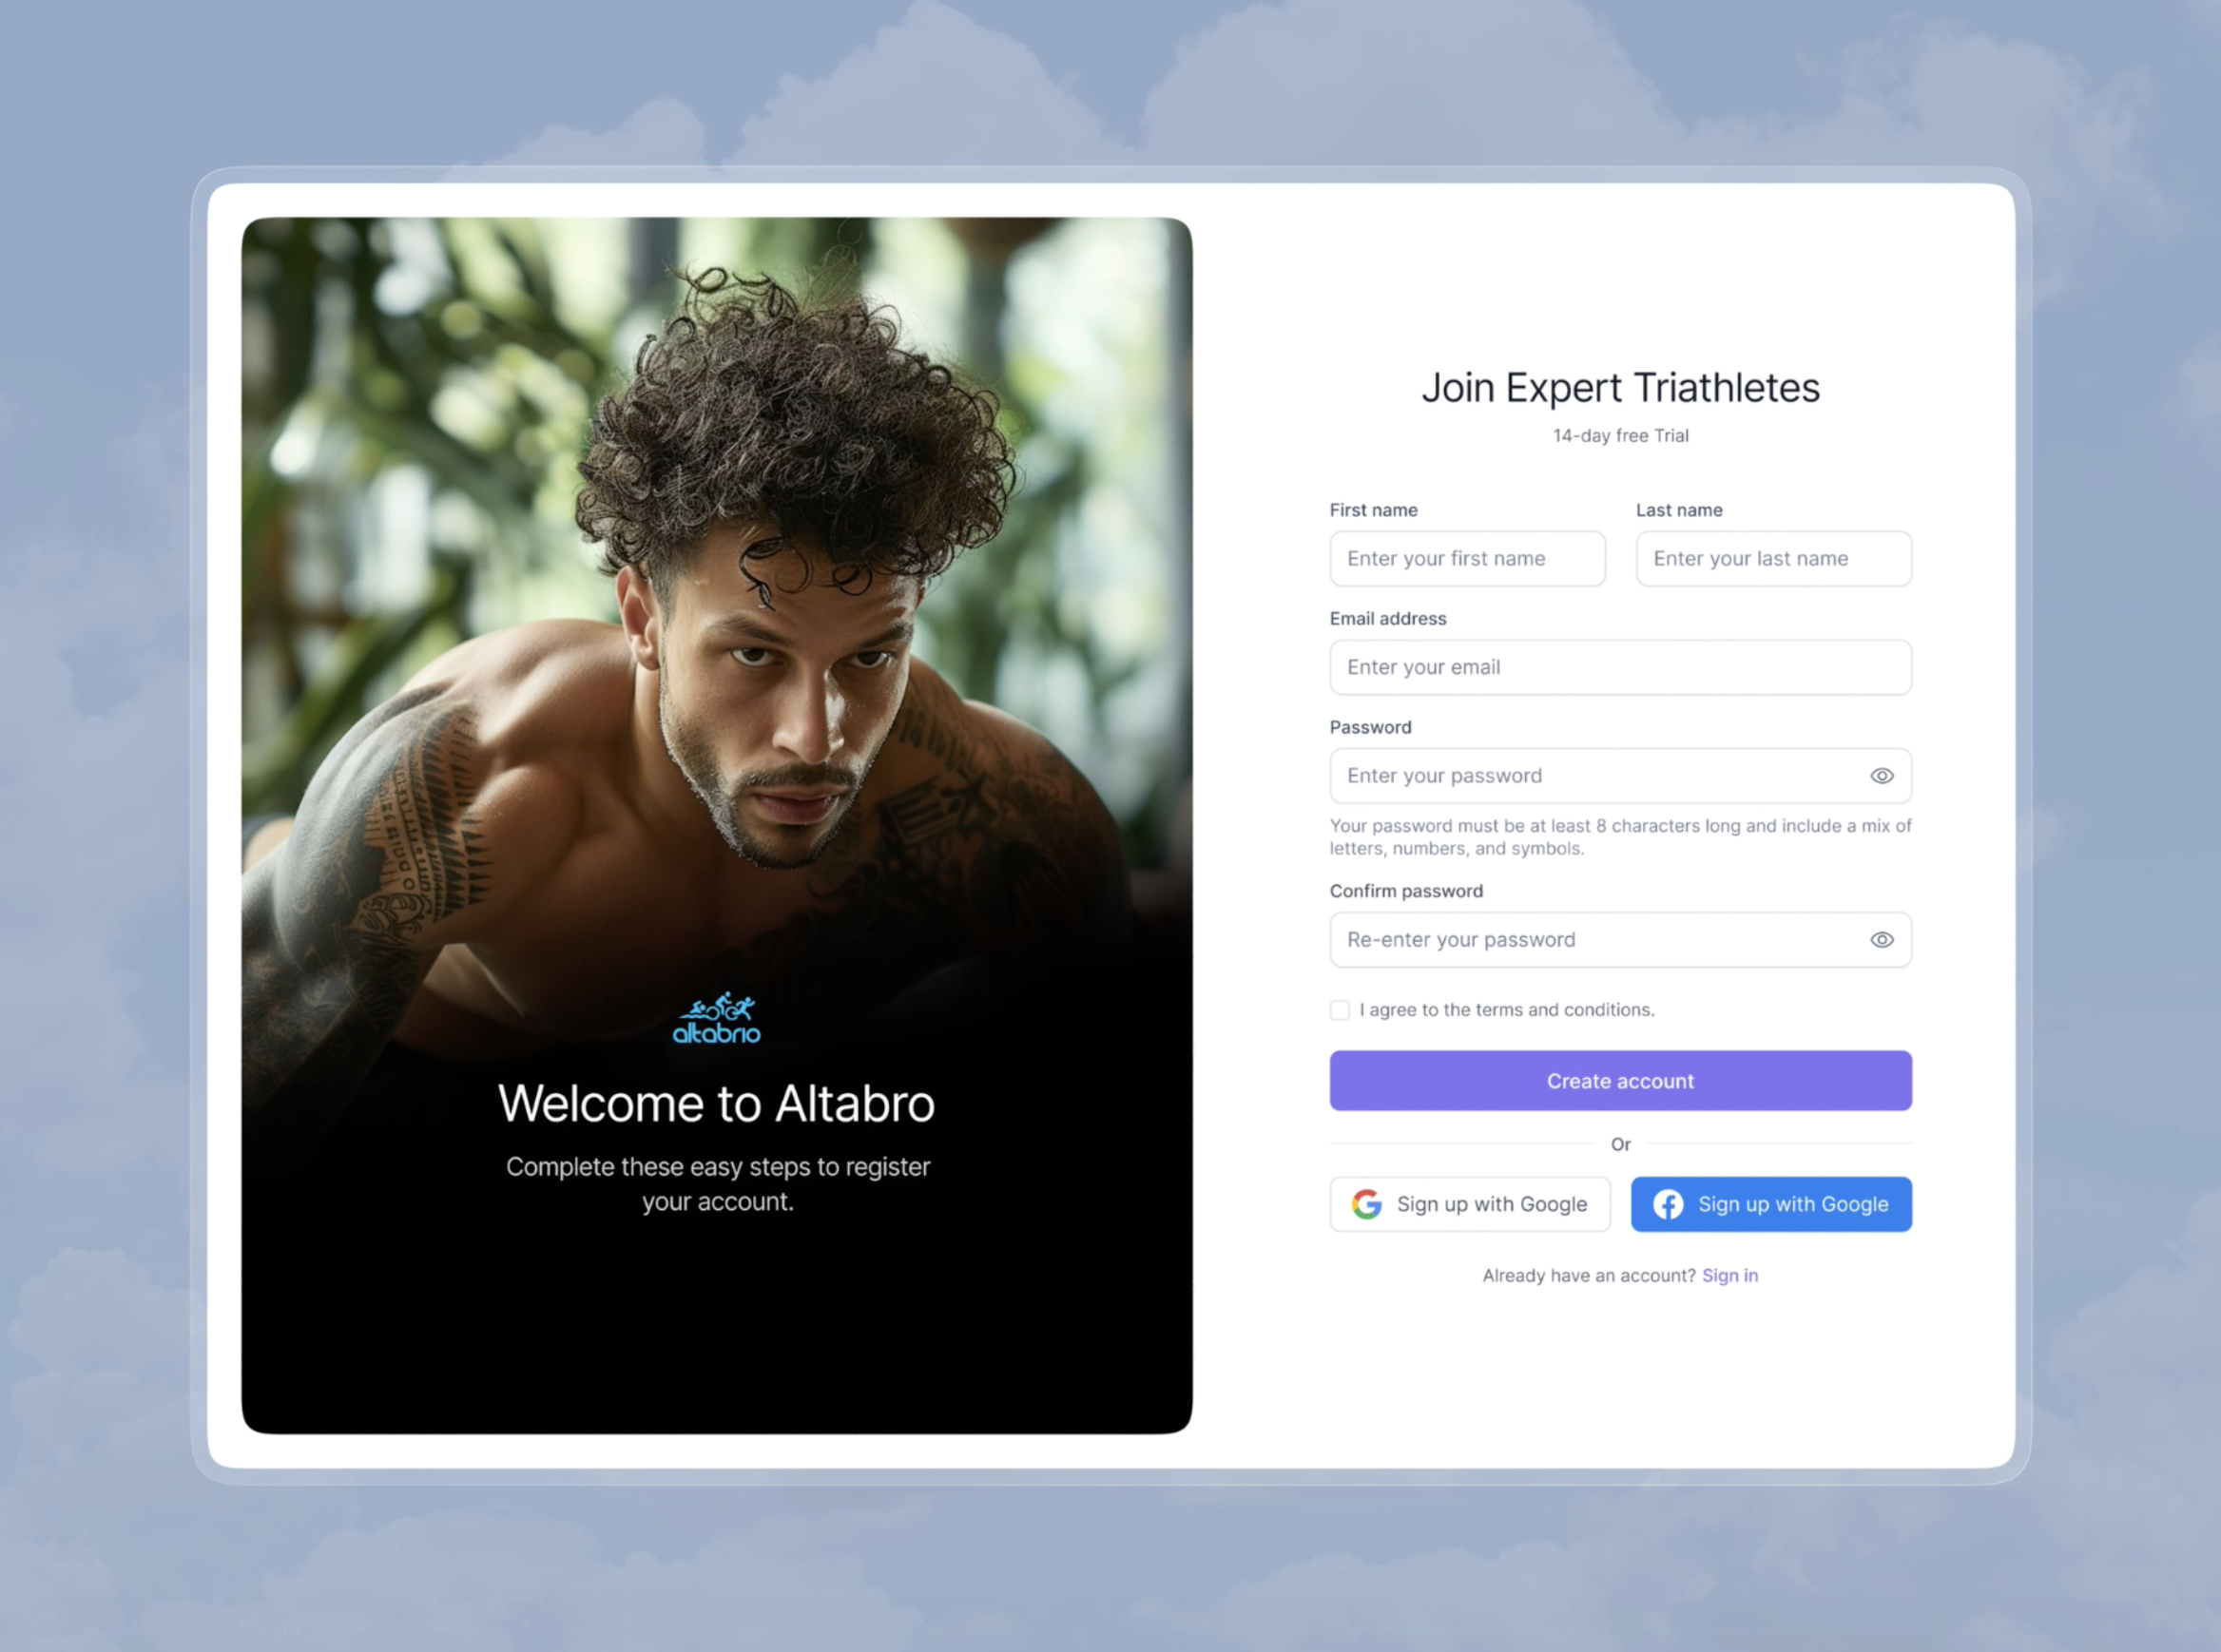 altabrio
Welcome to Altabro
Complete these easy steps to register
your account.
Join Expert Triathletes
14-day free Trial
First name
Last name
Enter your first name
Enter your last name
Email address
Enter your email
Password
Enter your password
Your password must be at least 8 characters long and include a mix of
letters, numbers, and symbols.
Confirm password
Re-enter your password
I agree to the terms and conditions.
Create account
Or
Sign up with Google
Sign up with Google
Already have an account? Sign in